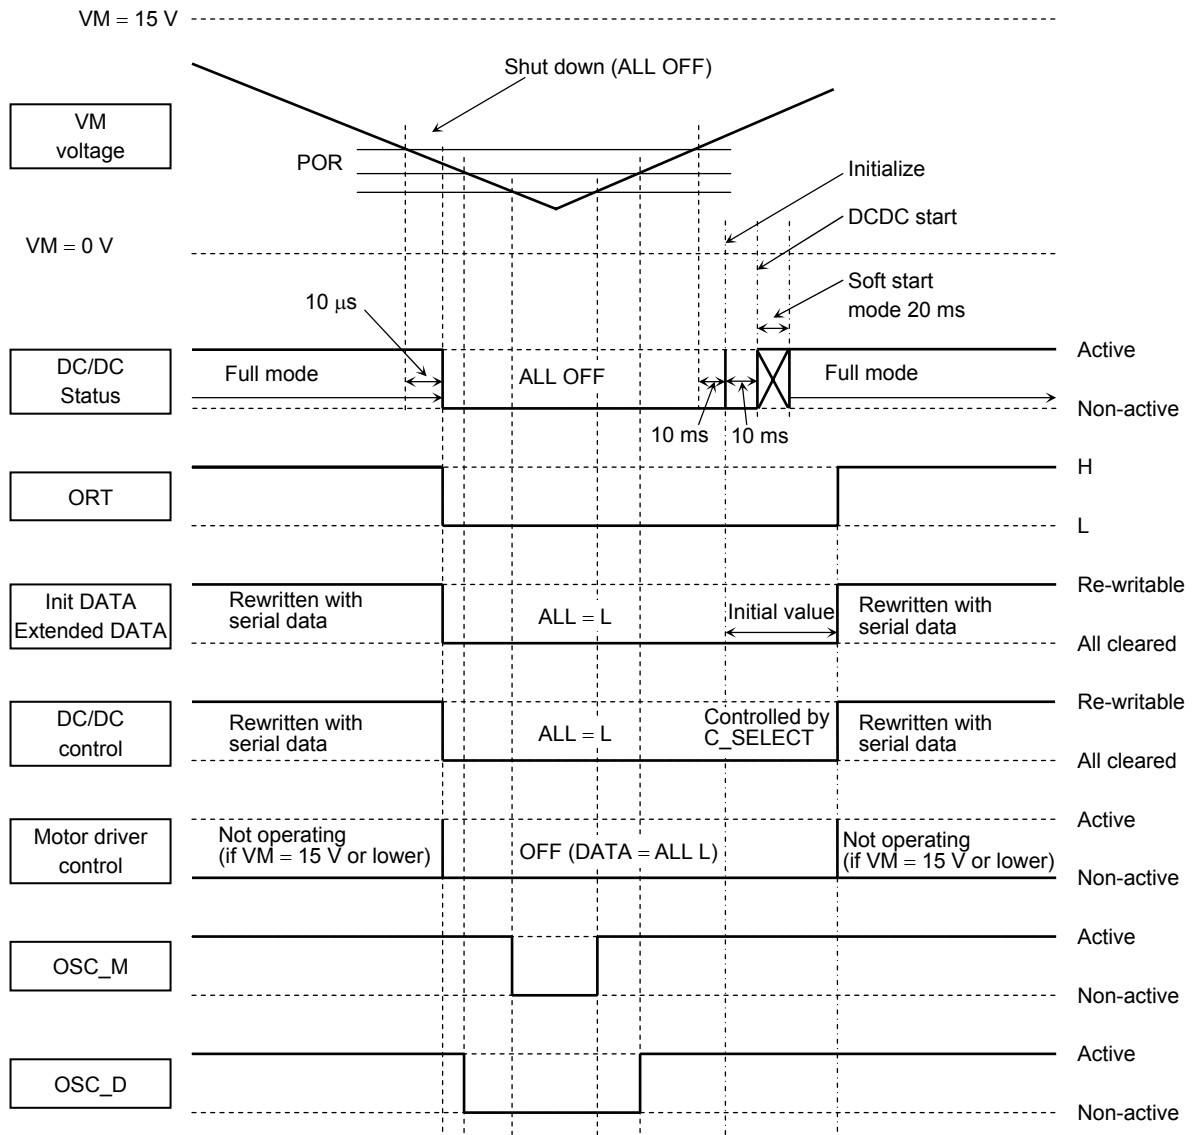 VM = 15 V
Shut down (ALL OFF)
VM
voltage
POR
Initialize
DCDC start
VM = 0 V
Soft start
mode 20 ms
10 μs
DC/DC
Status
Full mode
ALL OFF
Full mode
Active
Non-active
10 ms
10 ms
ORT
H
L
Init DATA
Extended DATA
Rewritten with
serial data
ALL = L
Initial value
Rewritten with
serial data
Re-writable
All cleared
DC/DC
control
Rewritten with
serial data
ALL = L
Controlled by
C_SELECT
Rewritten with
serial data
Re-writable
All cleared
Motor driver
control
Not operating
(if VM = 15 V or lower)
OFF (DATA = ALL L)
Not operating
(if VM = 15 V or lower)
Active
Non-active
OSC_M
Active
Non-active
OSC_D
Active
Non-active